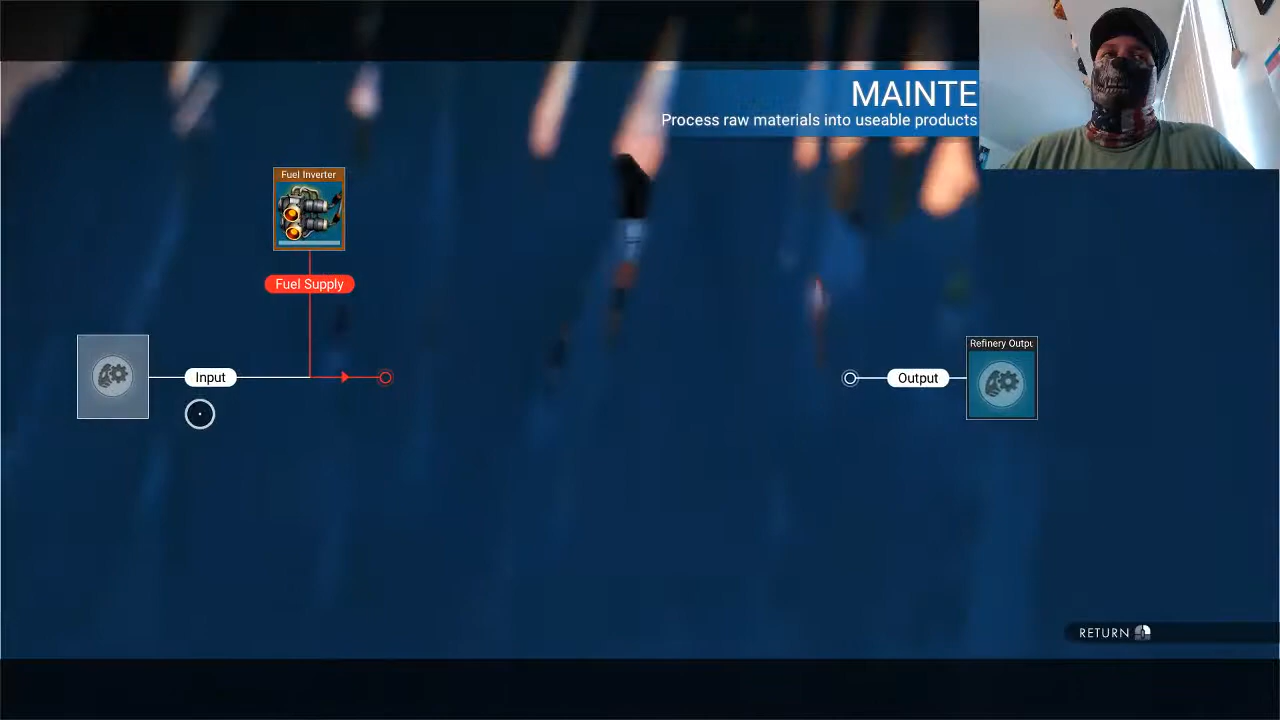 MAINTE
Process raw materials into useable products
Fuel Inverter
Fuel Supply
Input
Output
Refinery Outpu
RETURN